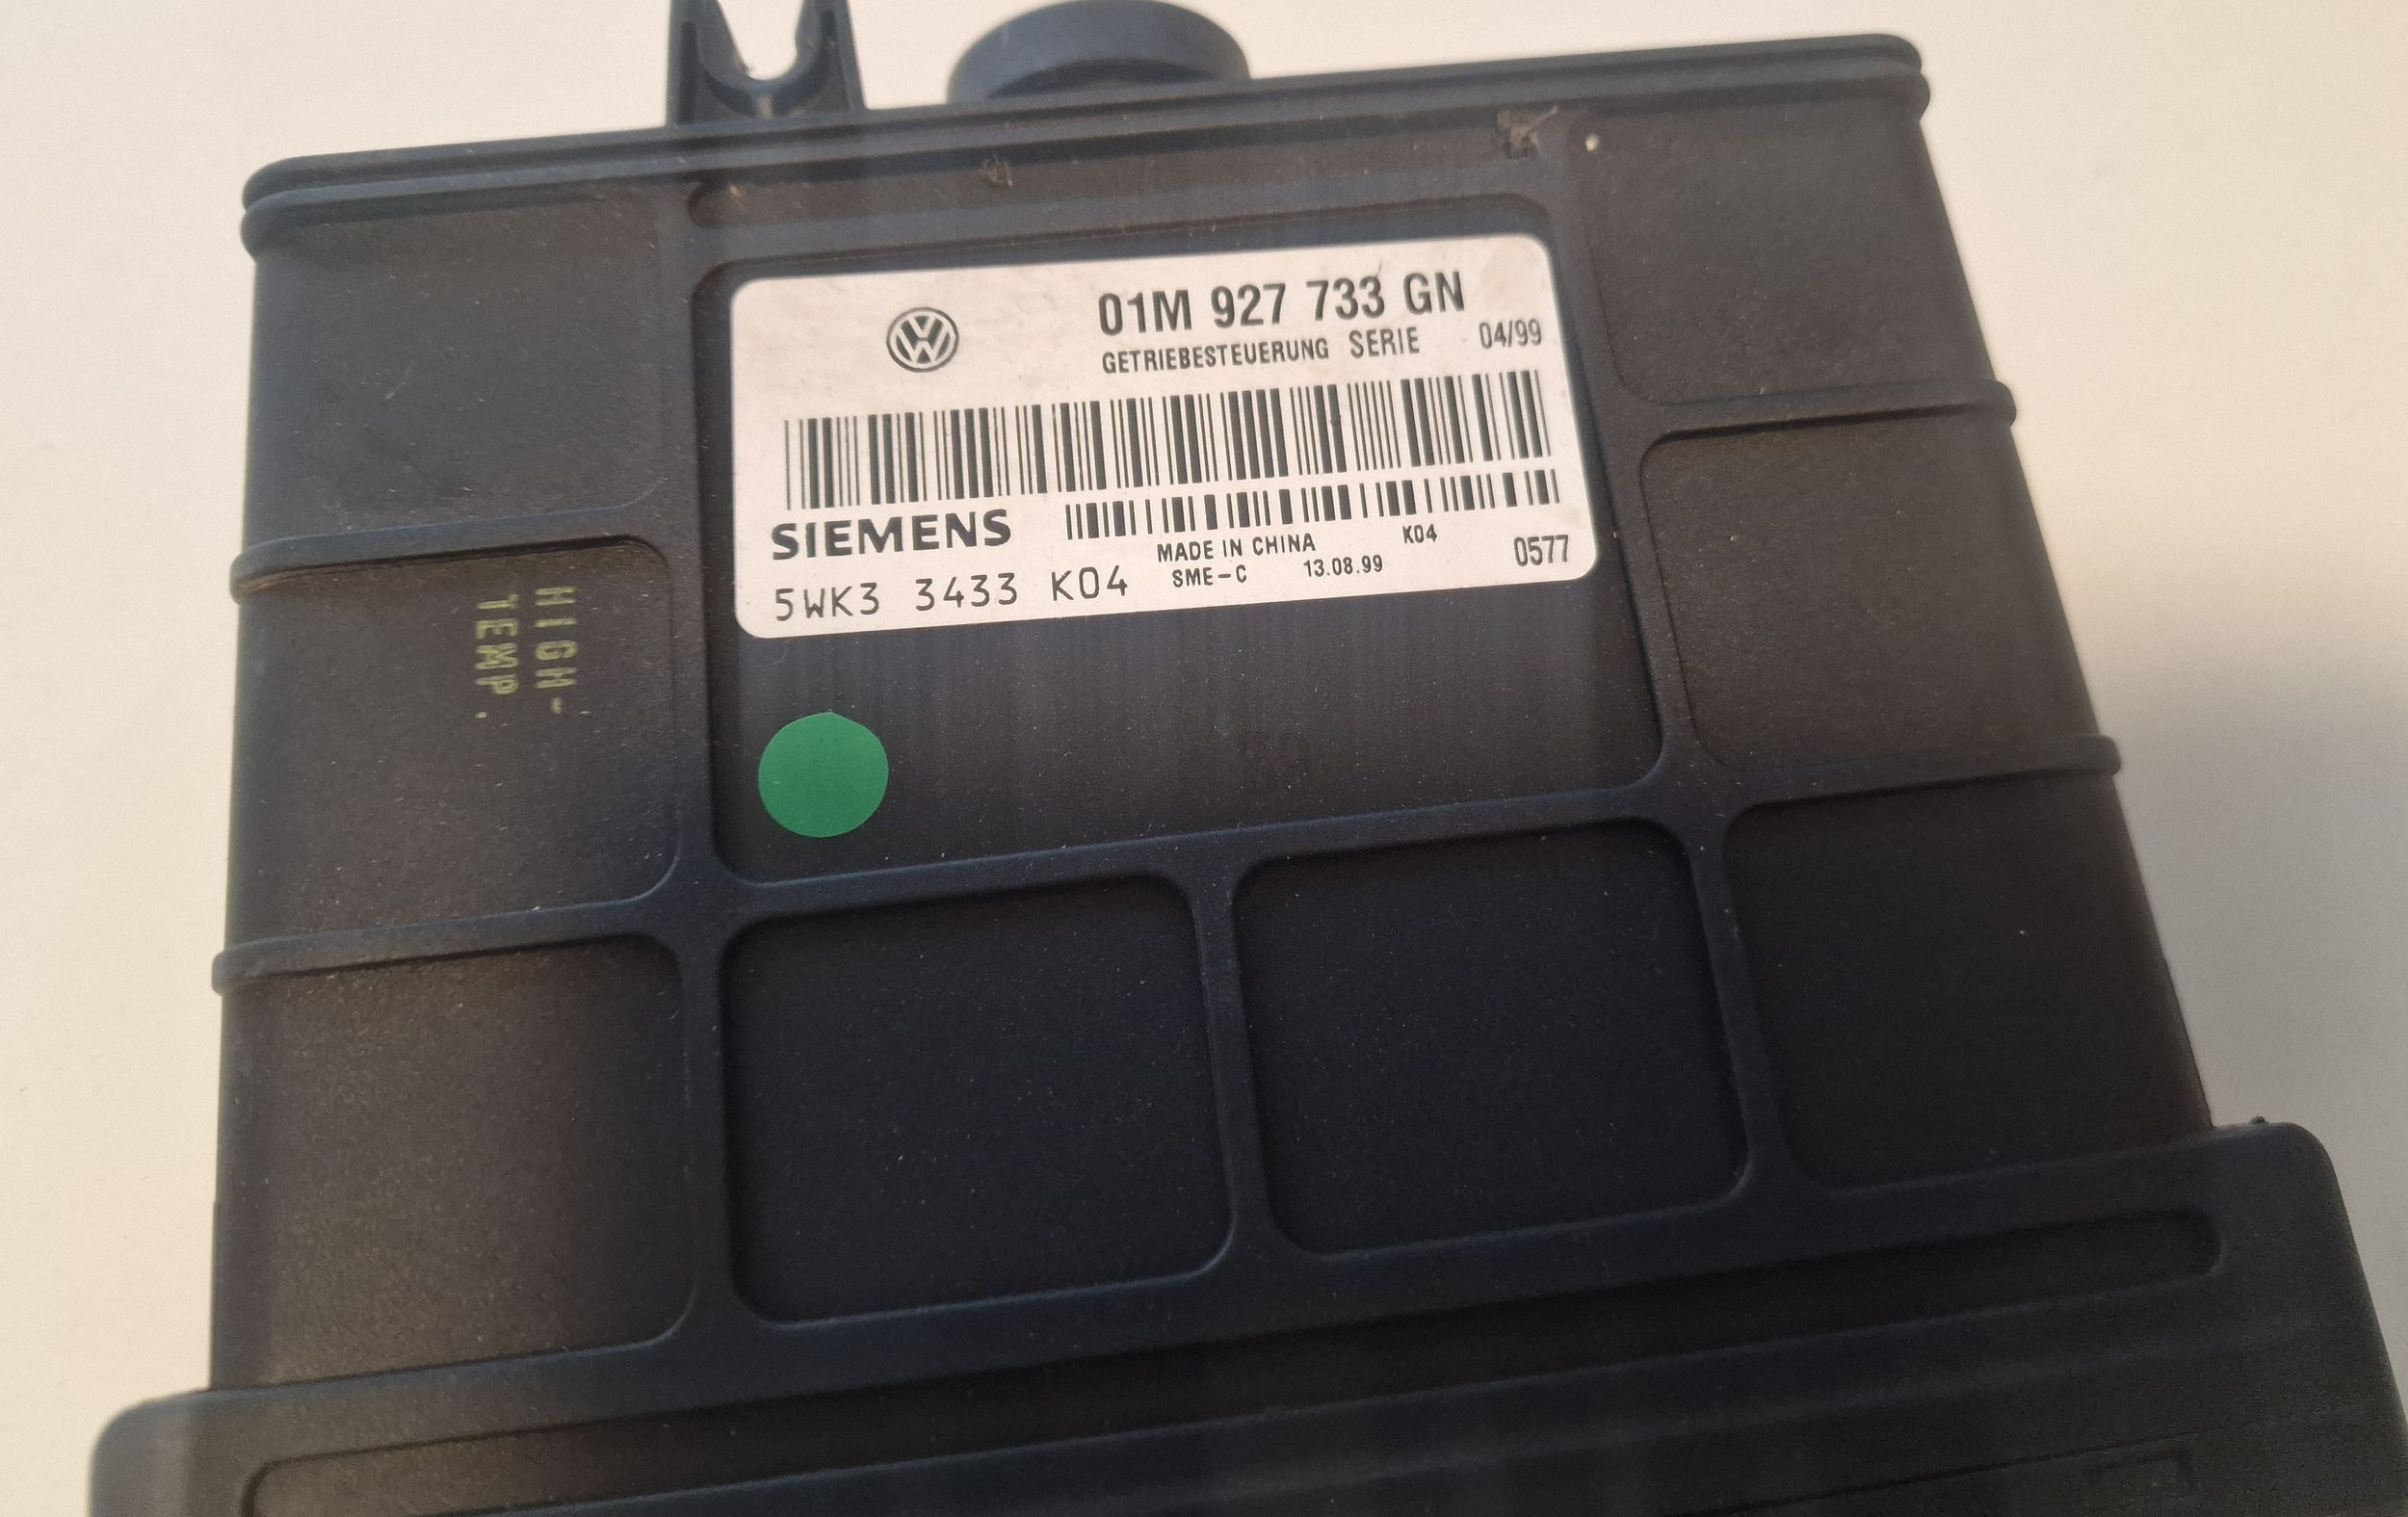 01M 927 733 GN
GETRIEBESTEUERUNG SERIE 04/99
SIEMENS
MADE IN CHINA K04
5WK3 3433 K04 SME-C 13.08.99 0577
HIGH-
TEMP.